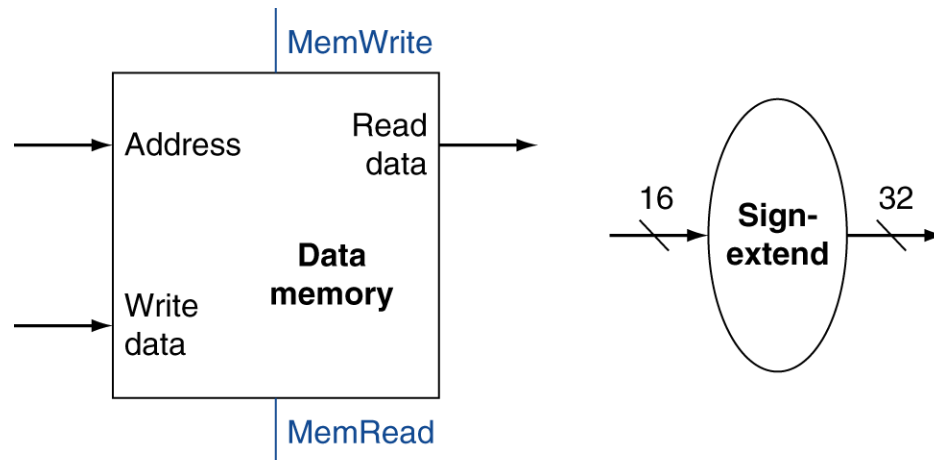 MemWrite
Address
Read
data
Data
memory
Write
data
MemRead
16
Sign-
extend
32